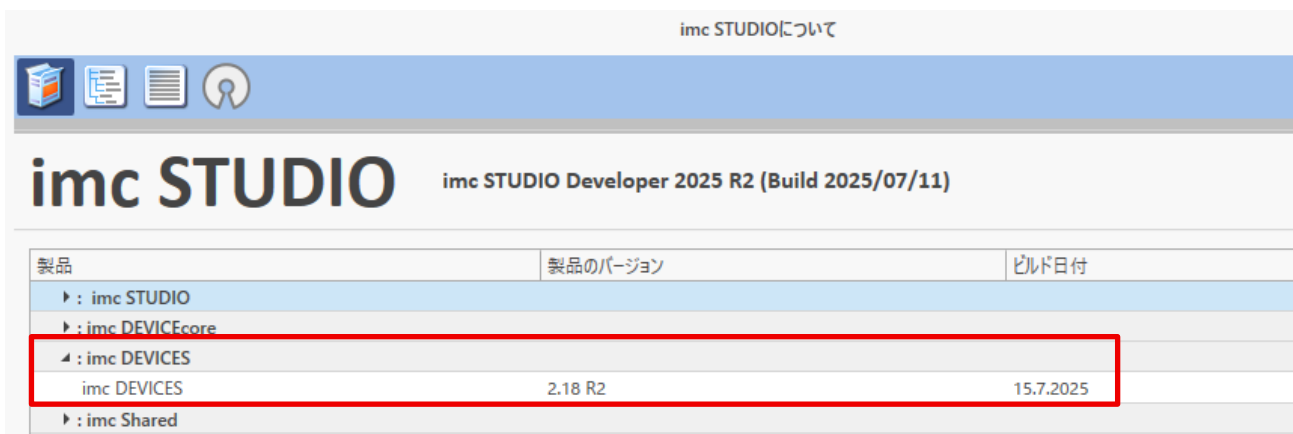 imc STUDIOについて
imc STUDIO
imc STUDIO Developer 2025 R2 (Build 2025/07/11)
製品 製品のバージョン ビルド日付
: imc STUDIO
: imc DEVICEcore
: imc DEVICES
imc DEVICES 2.18 R2 15.7.2025
: imc Shared